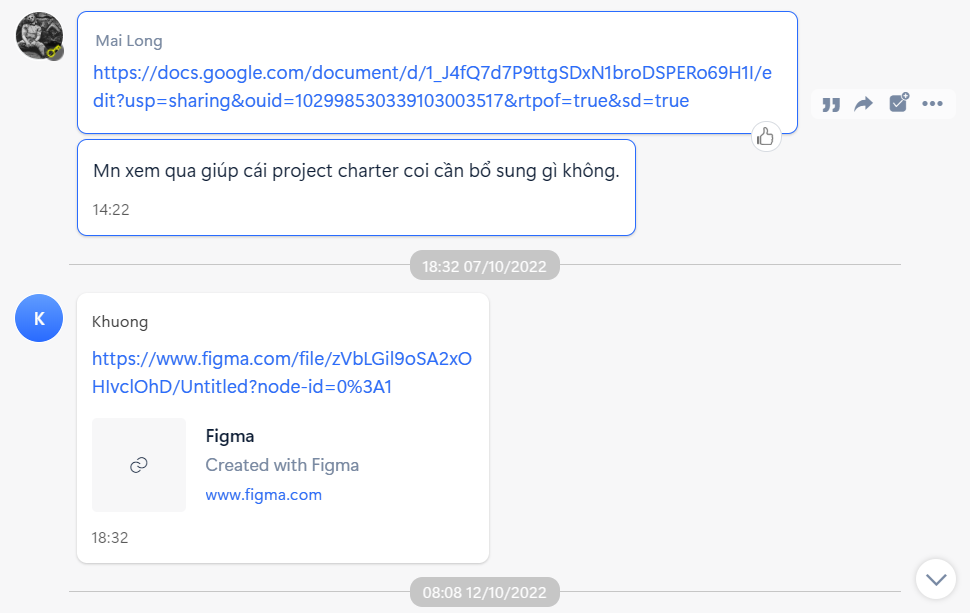 Mai Long
https://docs.google.com/document/d/1_J4fQ7d7P9ttgSDxN1broDSPERo69H1I/e
dit?usp=sharing&ouid=102998530339103003517&rtpof=true&sd=true
Mn xem qua giúp cái project charter coi cần bổ sung gì không.
14:22
18:32 07/10/2022
K
Khuong
https://www.figma.com/file/zVbLGil9oSA2xO
HIvclOhD/Untitled?node-id=0%3A1
Figma
Created with Figma
www.figma.com
18:32
08:08 12/10/2022